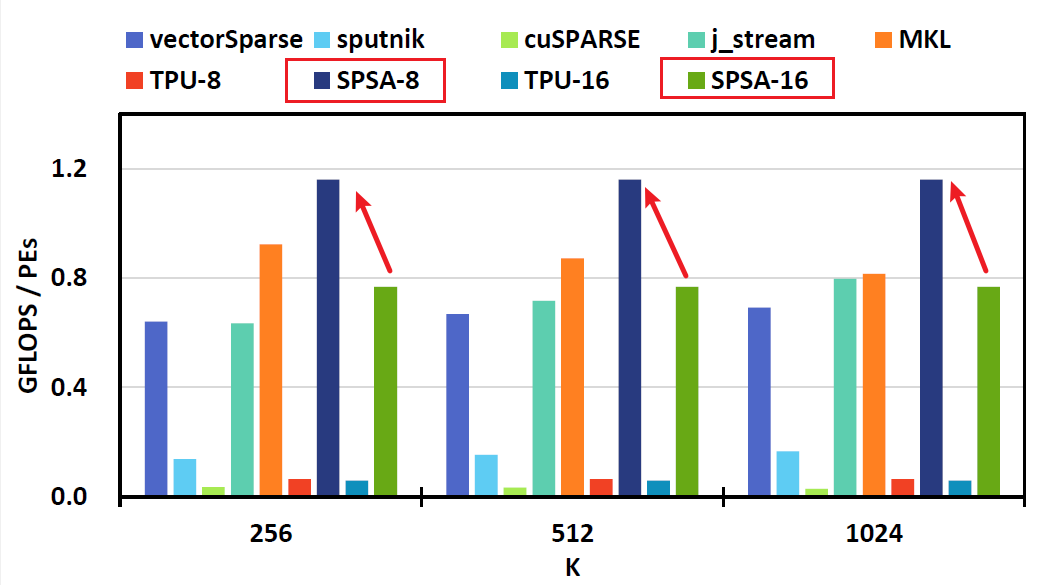 vectorSparse sputnik cuSPARSE j_stream MKL
TPU-8 SPSA-8 TPU-16 SPSA-16
1.2
0.8
0.4
0.0
GFLOPS / PEs
256 512 1024
K